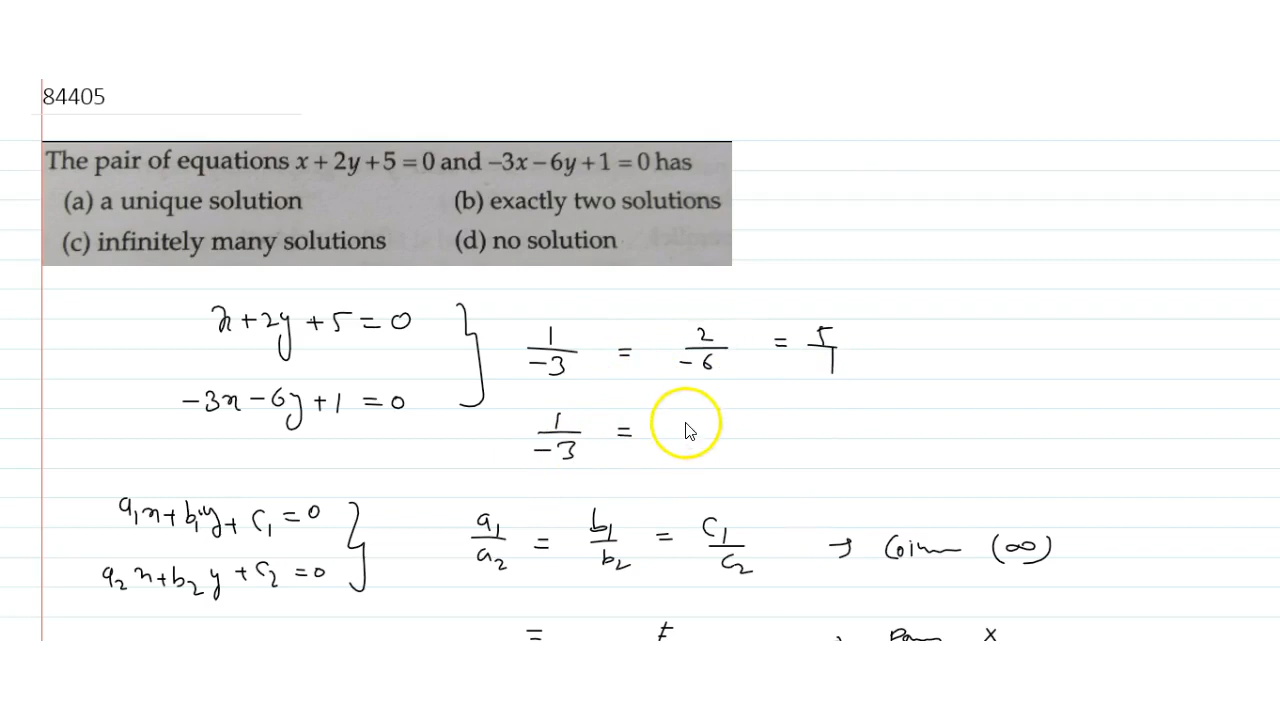 84405
The pair of equations x + 2y + 5 = 0 and –3x – 6y + 1 = 0 has
(a) a unique solution (b) exactly two solutions
(c) infinitely many solutions (d) no solution
x + 2y + 5 = 0
1/-3 = 2/-6 = 5/1
-3x - 6y + 1 = 0
1/-3 =
a₁x + b₁y + c₁ = 0
a₁/a₂ = b₁/b₂ = c₁/c₂ → (∞)
a₂x + b₂y + c₂ = 0
= ≠ x